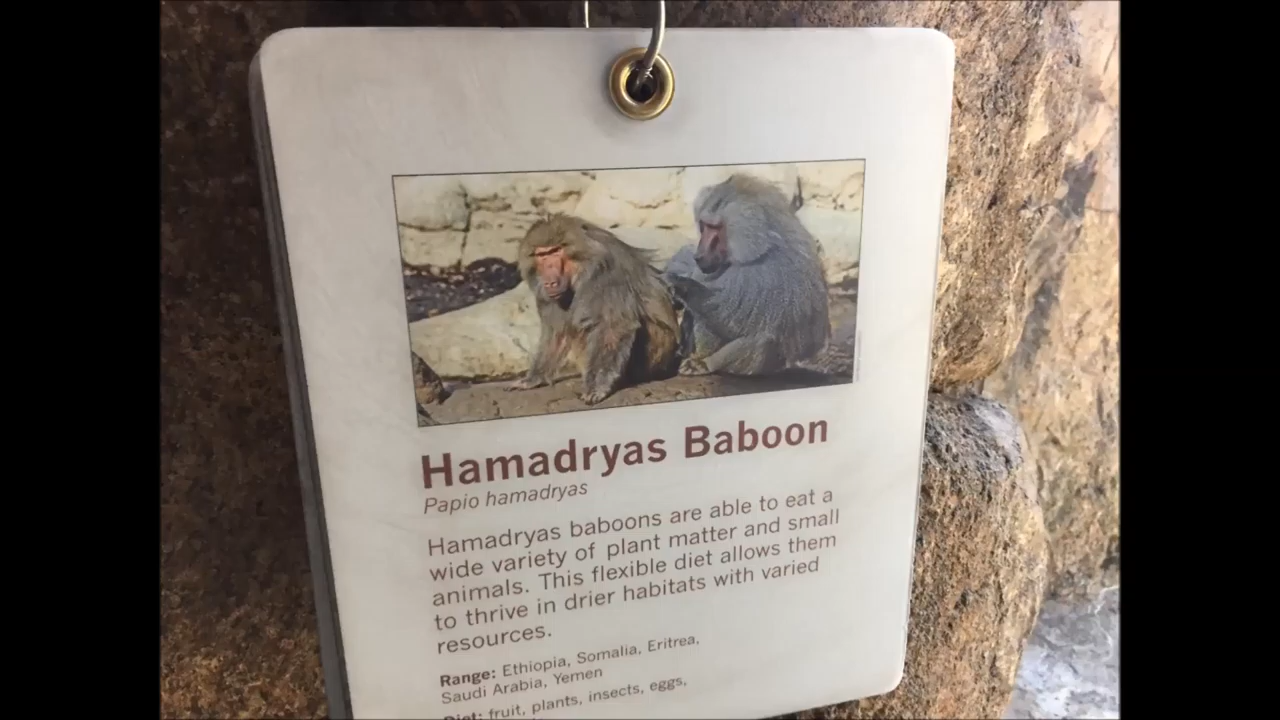 Hamadryas Baboon
Papio hamadryas
Hamadryas baboons are able to eat a
wide variety of plant matter and small
animals. This flexible diet allows them
to thrive in drier habitats with varied
resources.
Range: Ethiopia, Somalia, Eritrea,
Saudi Arabia, Yemen
Diet: fruit, plants, insects, eggs,